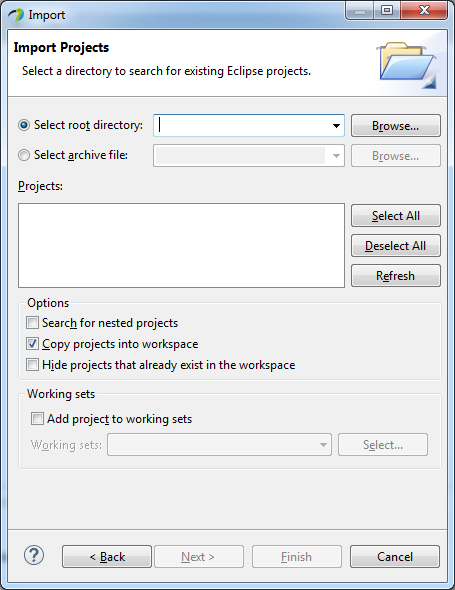 Import
Import Projects
Select a directory to search for existing Eclipse projects.
Select root directory: Browse...
Select archive file: Browse...
Projects:
Select All
Deselect All
Refresh
Options
Search for nested projects
Copy projects into workspace
Hide projects that already exist in the workspace
Working sets
Add project to working sets
Working sets: Select...
? < Back Next > Finish Cancel